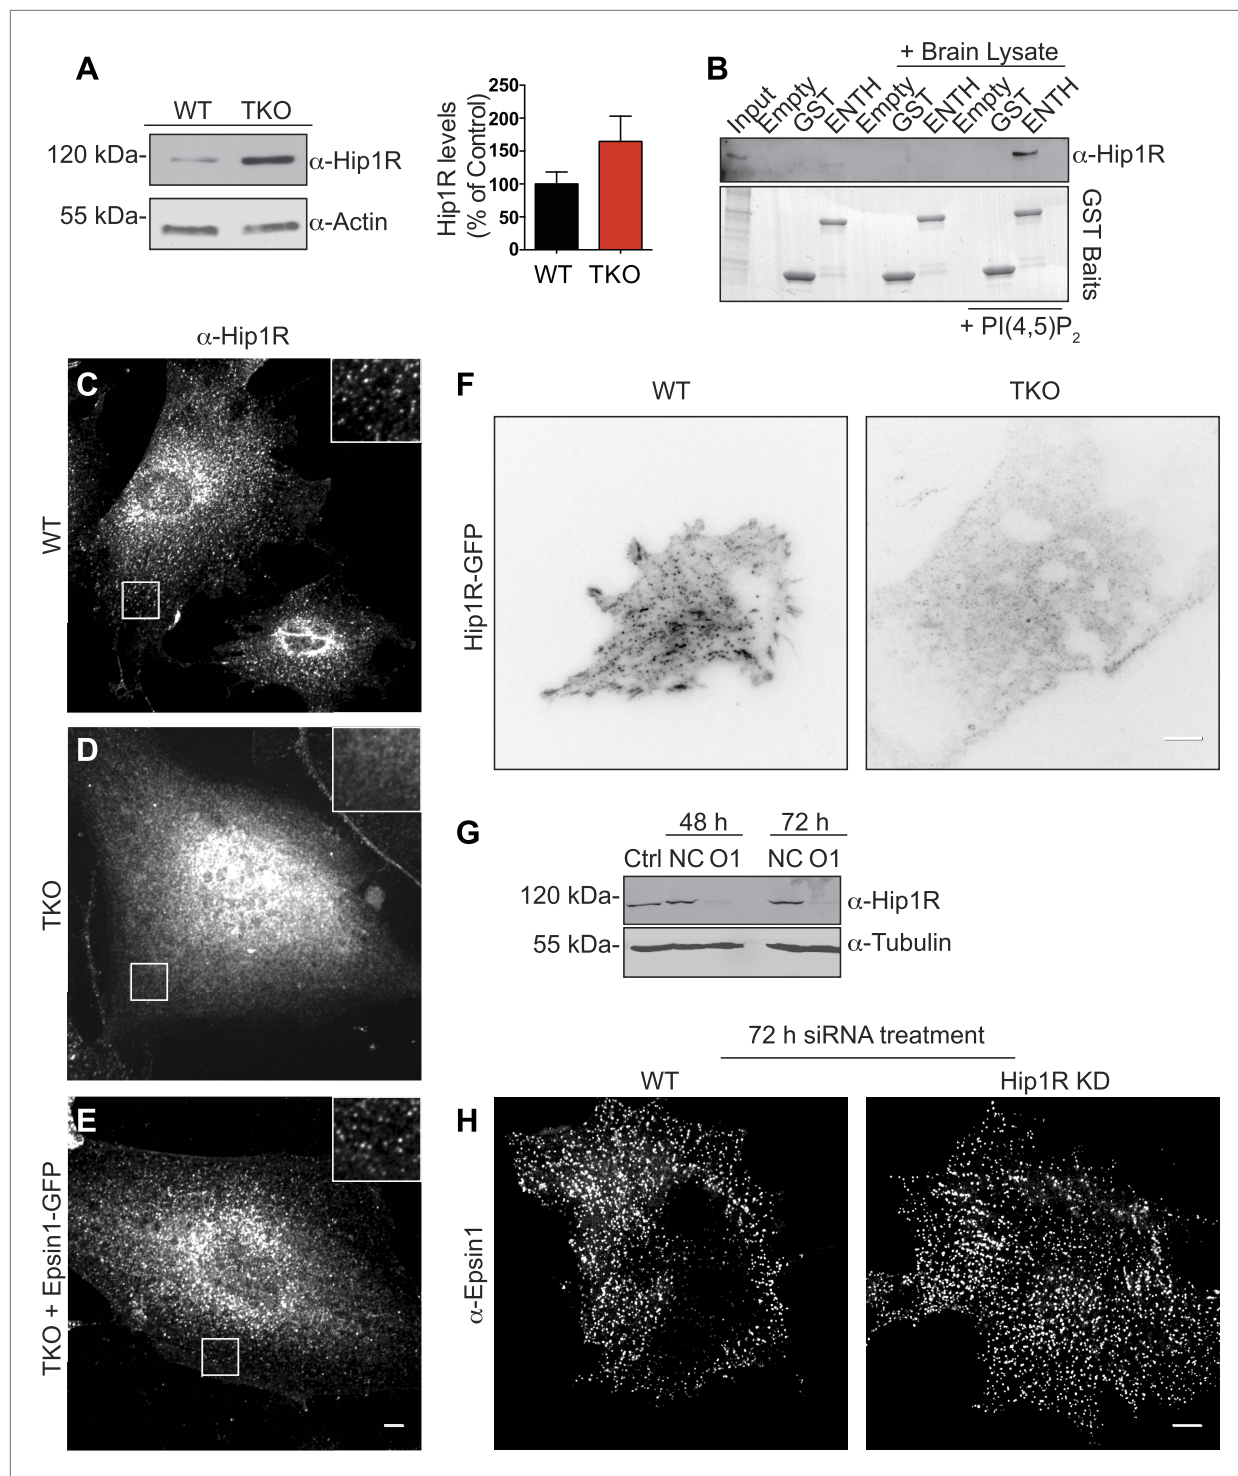 A
WT TKO
120 kDa-
α-Hip1R
55 kDa-
α-Actin
Hip1R levels
(% of Control)
250
200
150
100
50
0
WT TKO
B
+ Brain Lysate
Input Empty GST ENTH Empty GST ENTH Empty GST ENTH
α-Hip1R
GST Baits
+ PI(4,5)P2
α-Hip1R
C
WT
D
TKO
E
TKO + Epsin1-GFP
F
WT TKO
Hip1R-GFP
G
48 h 72 h
Ctrl NC O1 NC O1
120 kDa-
α-Hip1R
55 kDa-
α-Tubulin
72 h siRNA treatment
WT Hip1R KD
H
α-Epsin1